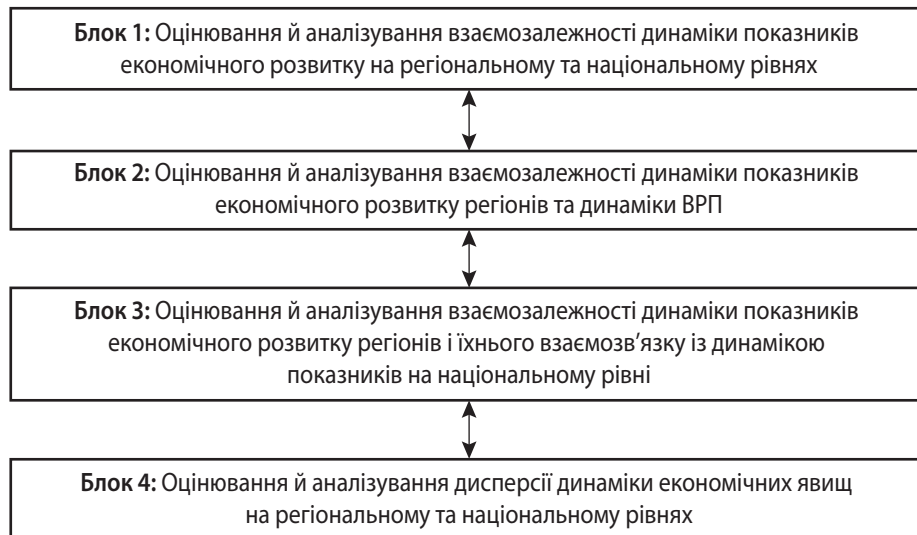 Блок 1: Оцінювання й аналізування взаємозалежності динаміки показників
економічного розвитку на регіональному та національному рівнях
Блок 2: Оцінювання й аналізування взаємозалежності динаміки показників
економічного розвитку регіонів та динаміки ВРП
Блок 3: Оцінювання й аналізування взаємозалежності динаміки показників
економічного розвитку регіонів і їхнього взаємозв’язку із динамікою
показників на національному рівні
Блок 4: Оцінювання й аналізування дисперсії динаміки економічних явищ
на регіональному та національному рівнях